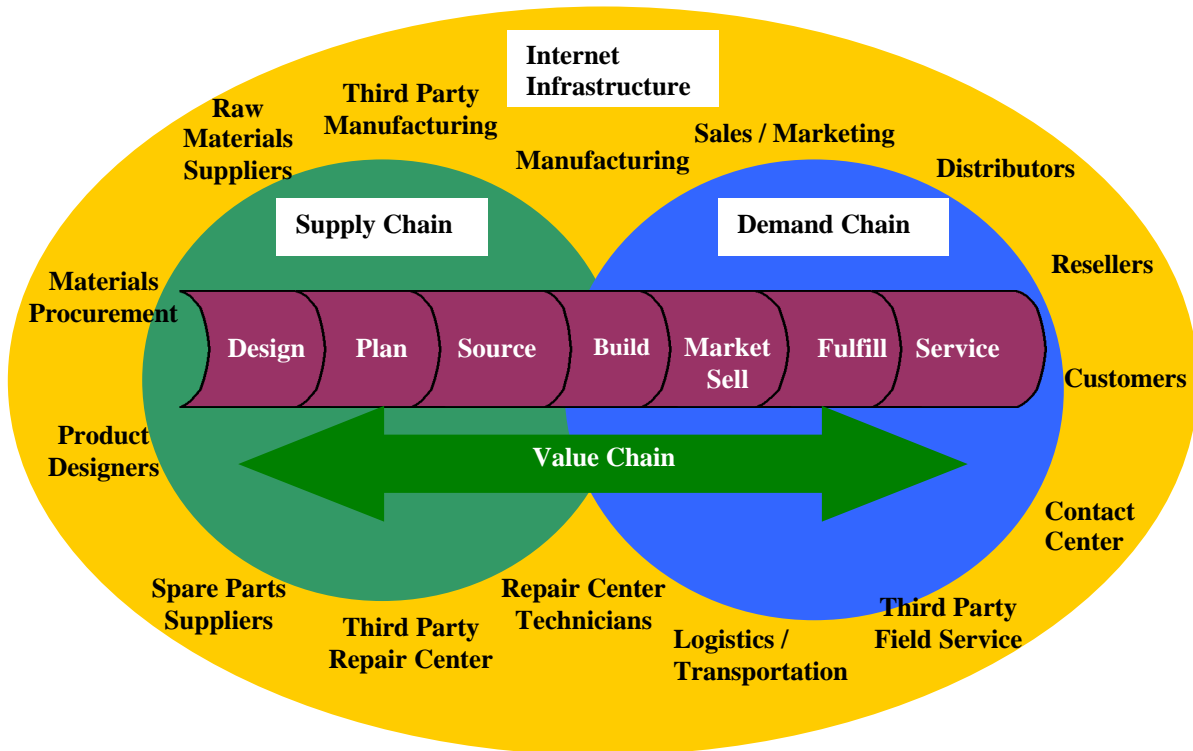 Internet
Infrastructure
Raw
Materials
Suppliers
Third Party
Manufacturing
Manufacturing
Sales / Marketing
Distributors
Supply Chain
Demand Chain
Resellers
Materials
Procurement
Design
Plan
Source
Build
Market
Sell
Fulfill
Service
Customers
Product
Designers
Value Chain
Contact
Center
Spare Parts
Suppliers
Third Party
Repair Center
Repair Center
Technicians
Logistics /
Transportation
Third Party
Field Service